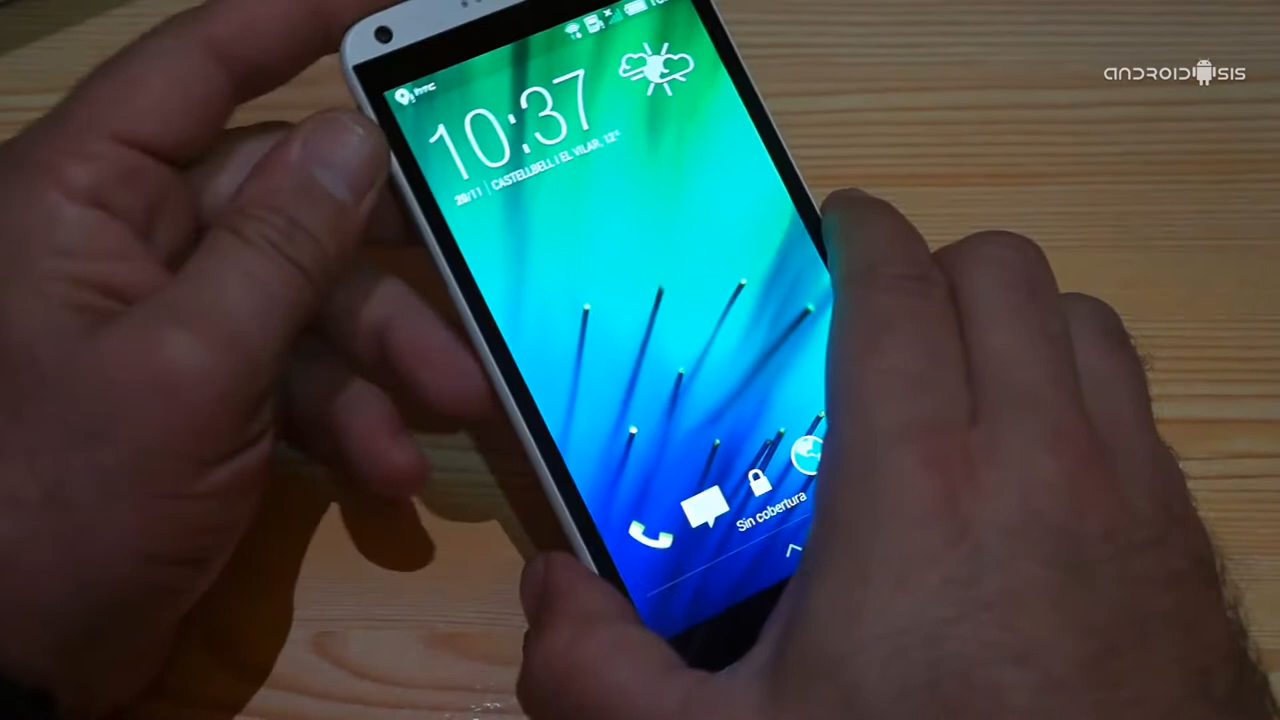 ANDROIDSIS
htc
10:37
28/11 | CASTELLBELL I EL VILAR, 12°
Sin cobertura